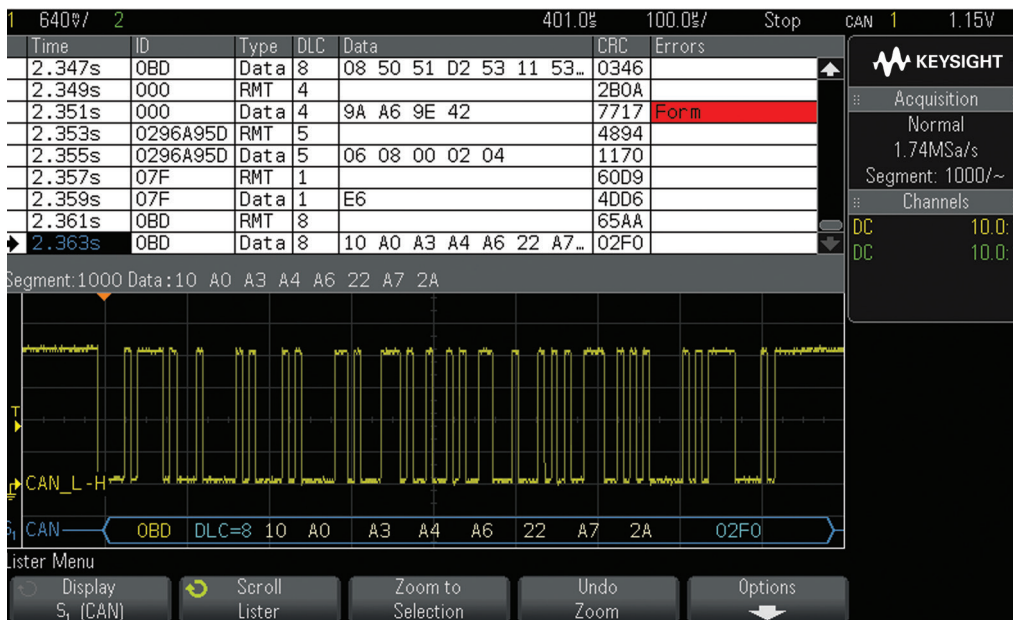 1 640▽/ 2 401.0s 100.0s/ Stop CAN 1 1.15V
Time ID Type DLC Data CRC Errors
2.347s 0BD Data 8 08 50 51 D2 53 11 53… 0346
2.349s 000 RMT 4 2B0A
2.351s 000 Data 4 9A A6 9E 42 7717 Form
2.353s 0296A95D RMT 5 4894
2.355s 0296A95D Data 5 06 08 00 02 04 1170
2.357s 07F RMT 1 60D9
2.359s 07F Data 1 E6 4DD6
2.361s 0BD RMT 8 65AA
2.363s 0BD Data 8 10 A0 A3 A4 A6 22 A7… 02F0
KEYSIGHT
Acquisition
Normal
1.74MSa/s
Segment: 1000/~
Channels
DC 10.0:
DC 10.0:
Segment:1000 Data:10 A0 A3 A4 A6 22 A7 2A
T
CAN_L-H
S1 CAN 0BD DLC=8 10 A0 A3 A4 A6 22 A7 2A 02F0
Lister Menu
Display
S1 (CAN)
Scroll
Lister
Zoom to
Selection
Undo
Zoom
Options